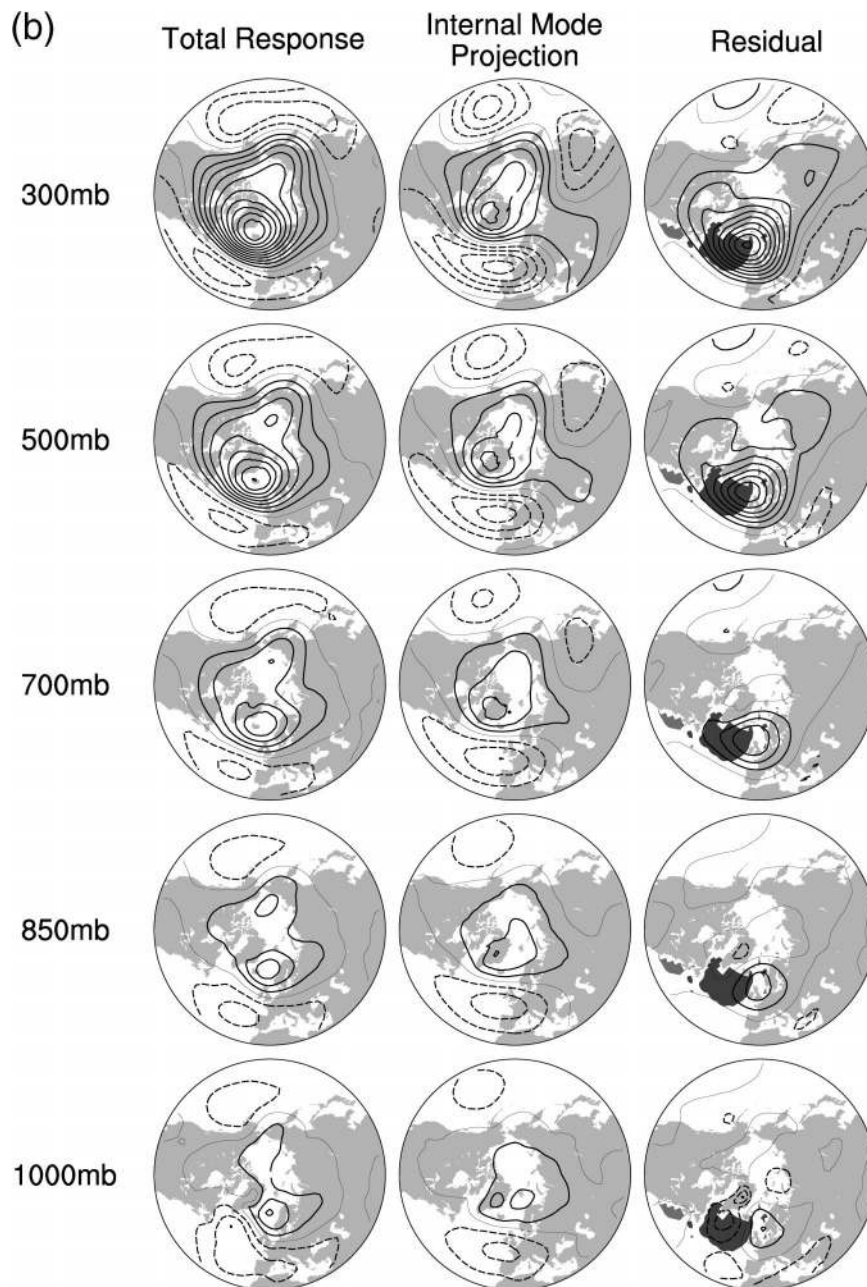 (b)
Total Response
Internal Mode
Projection
Residual
300mb
500mb
700mb
850mb
1000mb